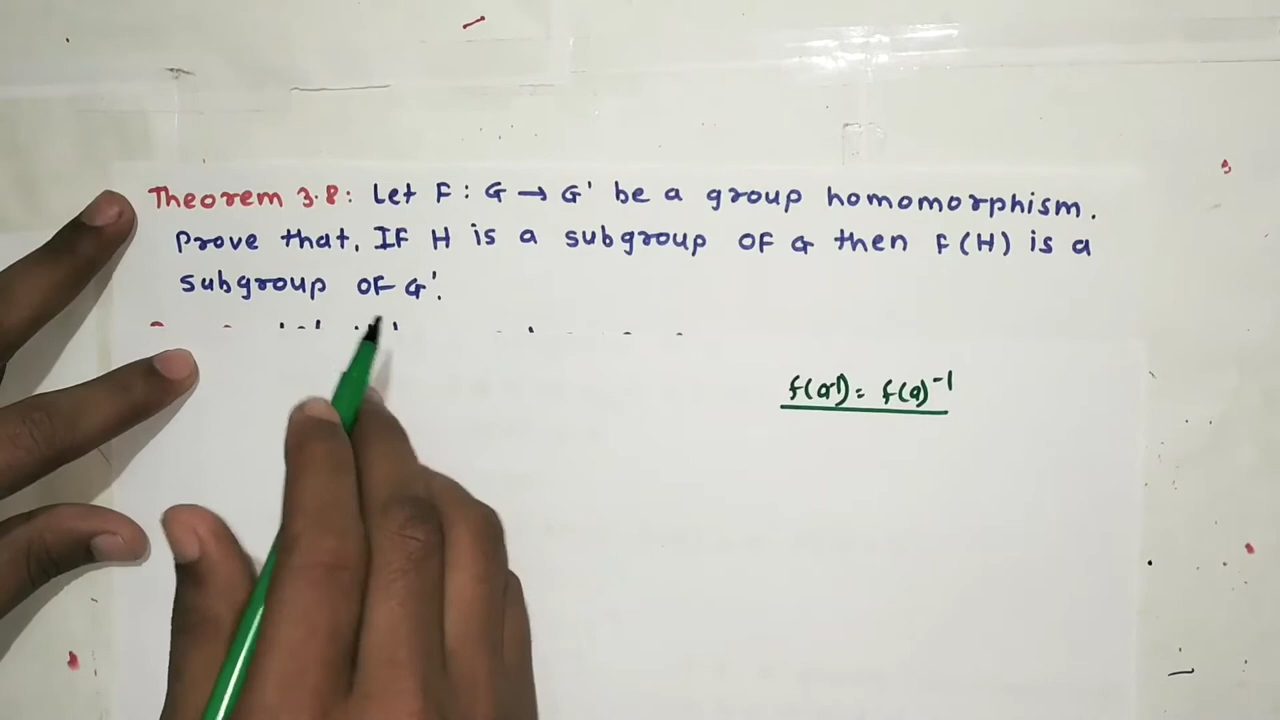 Theorem 3.8: Let F : G → G' be a group homomorphism.
Prove that, IF H is a subgroup OF G then F(H) is a
subgroup OF G'.
f(a⁻¹) = f(a)⁻¹